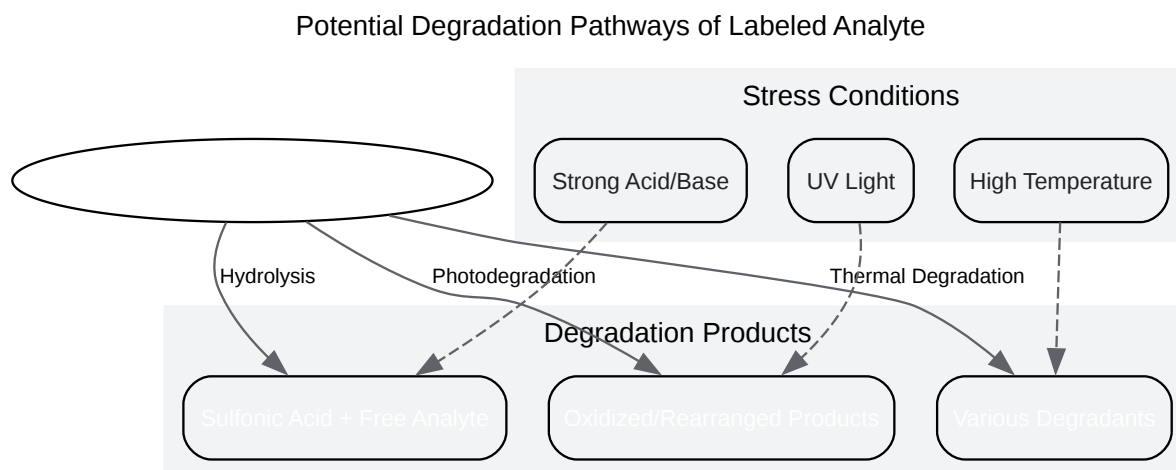 Potential Degradation Pathways of Labeled Analyte
Stress Conditions
Strong Acid/Base
UV Light
High Temperature
Hydrolysis
Photodegradation
Thermal Degradation
Degradation Products
Sulfonic Acid + Free Analyte
Oxidized/Rearranged Products
Various Degradants